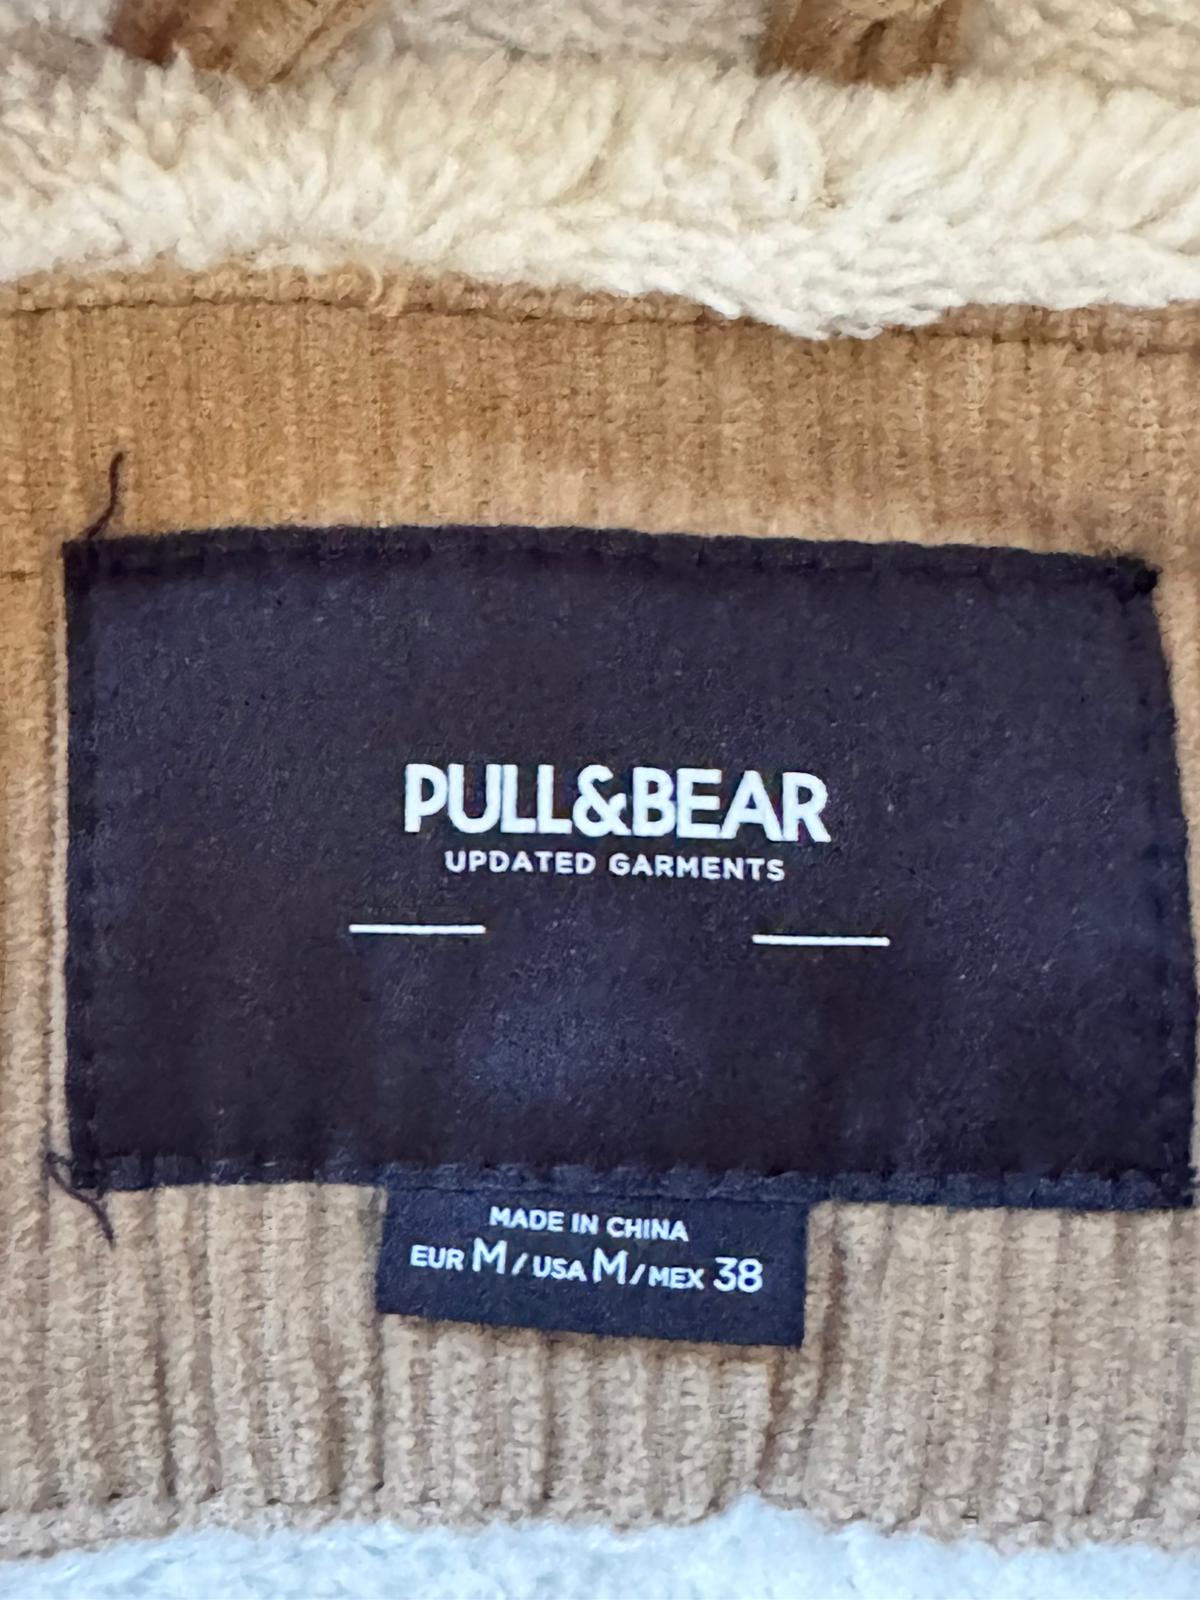 PULL&BEAR
UPDATED GARMENTS
MADE IN CHINA
EUR M/USA M/MEX 38